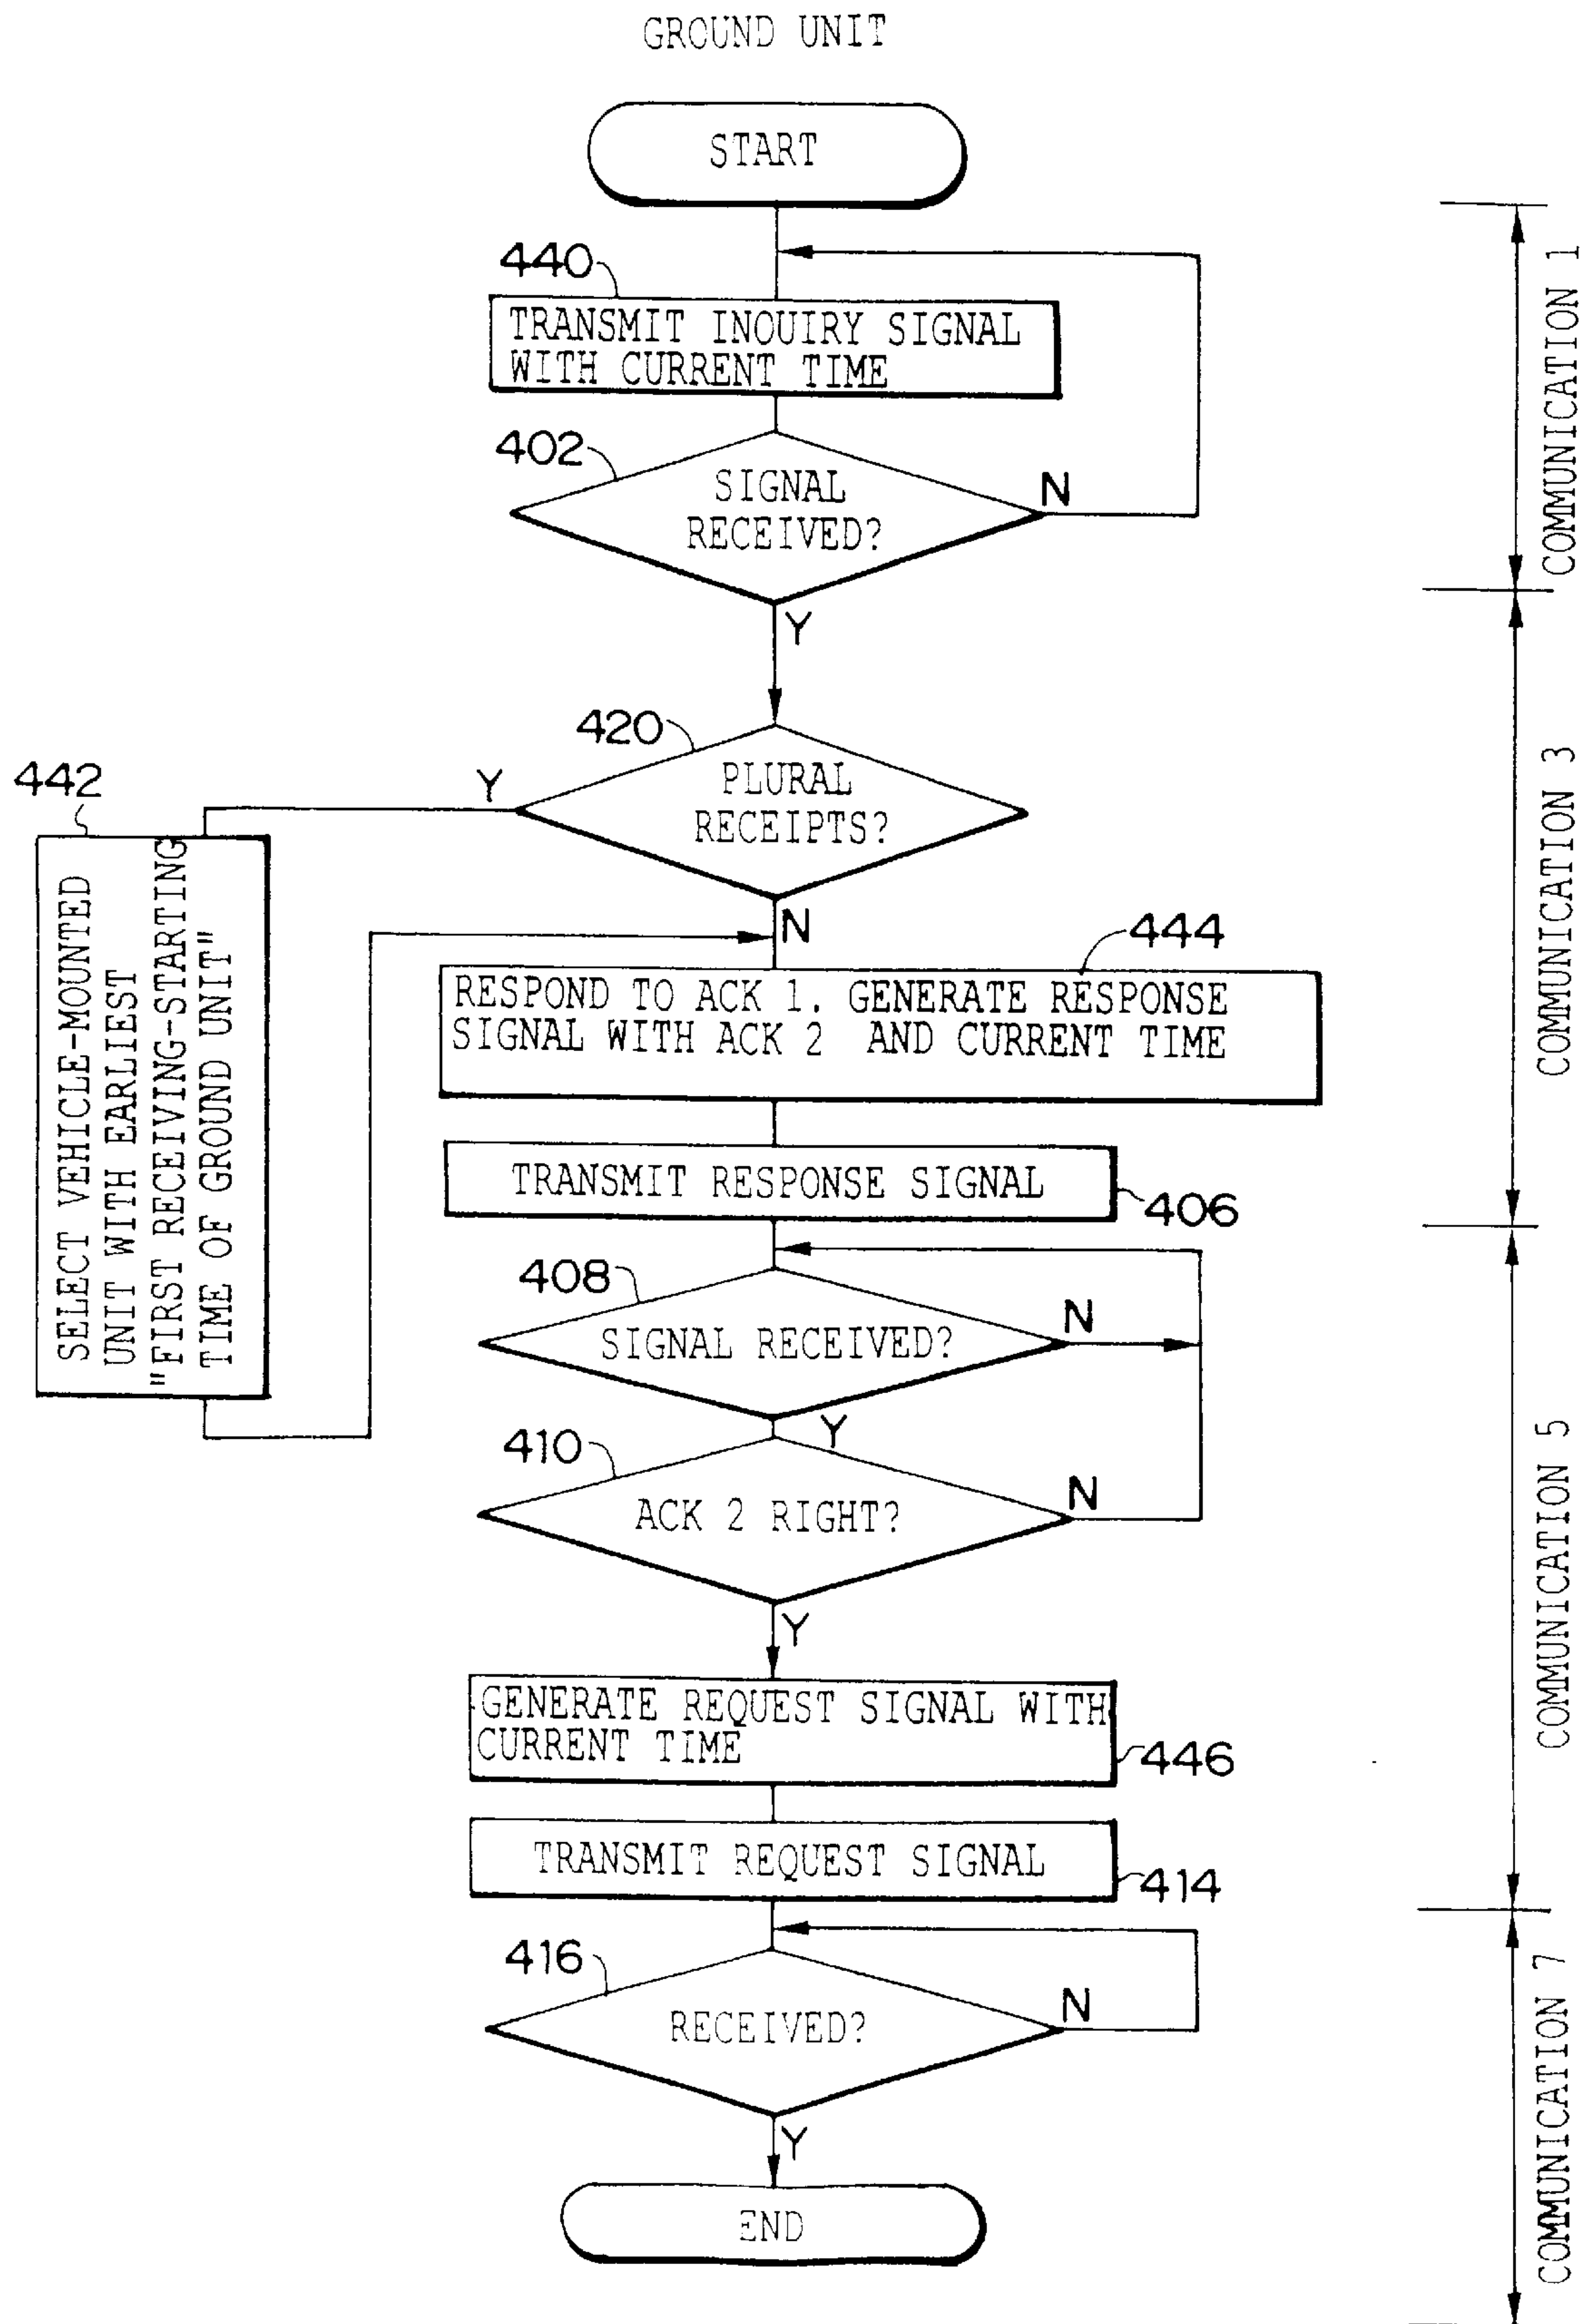 GROUND UNIT
START
440
TRANSMIT INOUIRY SIGNAL
WITH CURRENT TIME
402
SIGNAL
RECEIVED?
N
Y
COMMUNICATION 1
420
PLURAL
RECEIPTS?
Y
N
442
SELECT VEHICLE-MOUNTED
UNIT WITH EARLIEST
"FIRST RECEIVING-STARTING
TIME OF GROUND UNIT"
444
RESPOND TO ACK 1. GENERATE RESPONSE
SIGNAL WITH ACK 2 AND CURRENT TIME
TRANSMIT RESPONSE SIGNAL
406
COMMUNICATION 3
408
SIGNAL RECEIVED?
N
Y
410
ACK 2 RIGHT?
N
Y
GENERATE REQUEST SIGNAL WITH
CURRENT TIME
446
TRANSMIT REQUEST SIGNAL
414
COMMUNICATION 5
416
RECEIVED?
N
Y
END
COMMUNICATION 7